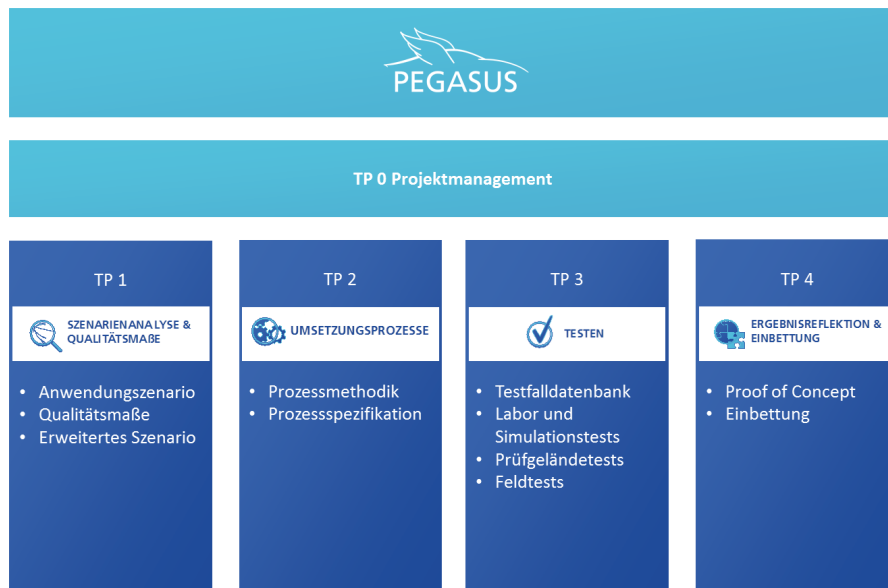 PEGASUS
TP 0 Projektmanagement
TP 1
SZENARIENANALYSE &
QUALITÄTSMAßE
• Anwendungszenario
• Qualitätsmaße
• Erweitertes Szenario
TP 2
UMSETZUNGSPROZESSE
• Prozessmethodik
• Prozessspezifikation
TP 3
TESTEN
• Testfalldatenbank
• Labor und
Simulationstests
• Prüfgeländetests
• Feldtests
TP 4
ERGEBNISREFLEKTION &
EINBETTUNG
• Proof of Concept
• Einbettung